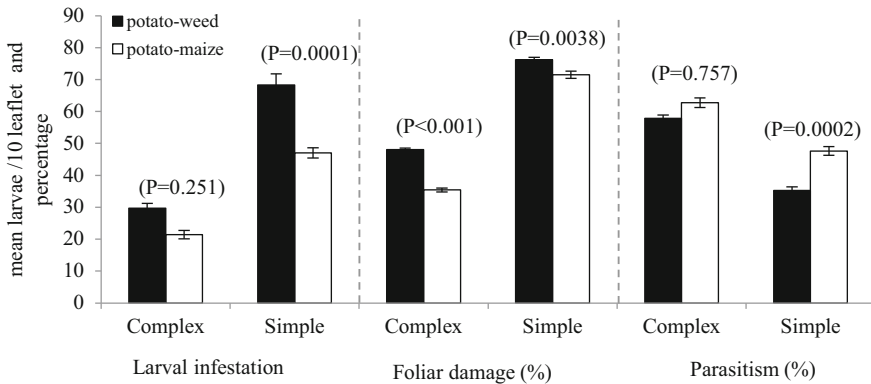 mean larvae /10 leaflet and
percentage
90
80
70
60
50
40
30
20
10
0
potato-weed
potato-maize
(P=0.251)
(P=0.0001)
(P<0.001)
(P=0.0038)
(P=0.757)
(P=0.0002)
Complex
Simple
Complex
Simple
Complex
Simple
Larval infestation
Foliar damage (%)
Parasitism (%)